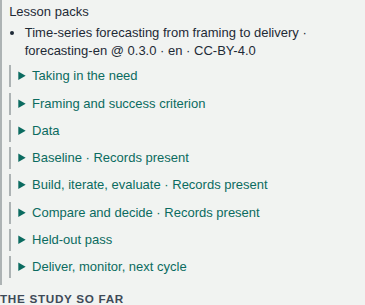 Lesson packs
• Time-series forecasting from framing to delivery ·
forecasting-en @ 0.3.0 · en · CC-BY-4.0
▶ Taking in the need
▶ Framing and success criterion
▶ Data
▶ Baseline · Records present
▶ Build, iterate, evaluate · Records present
▶ Compare and decide · Records present
▶ Held-out pass
▶ Deliver, monitor, next cycle
THE STUDY SO FAR